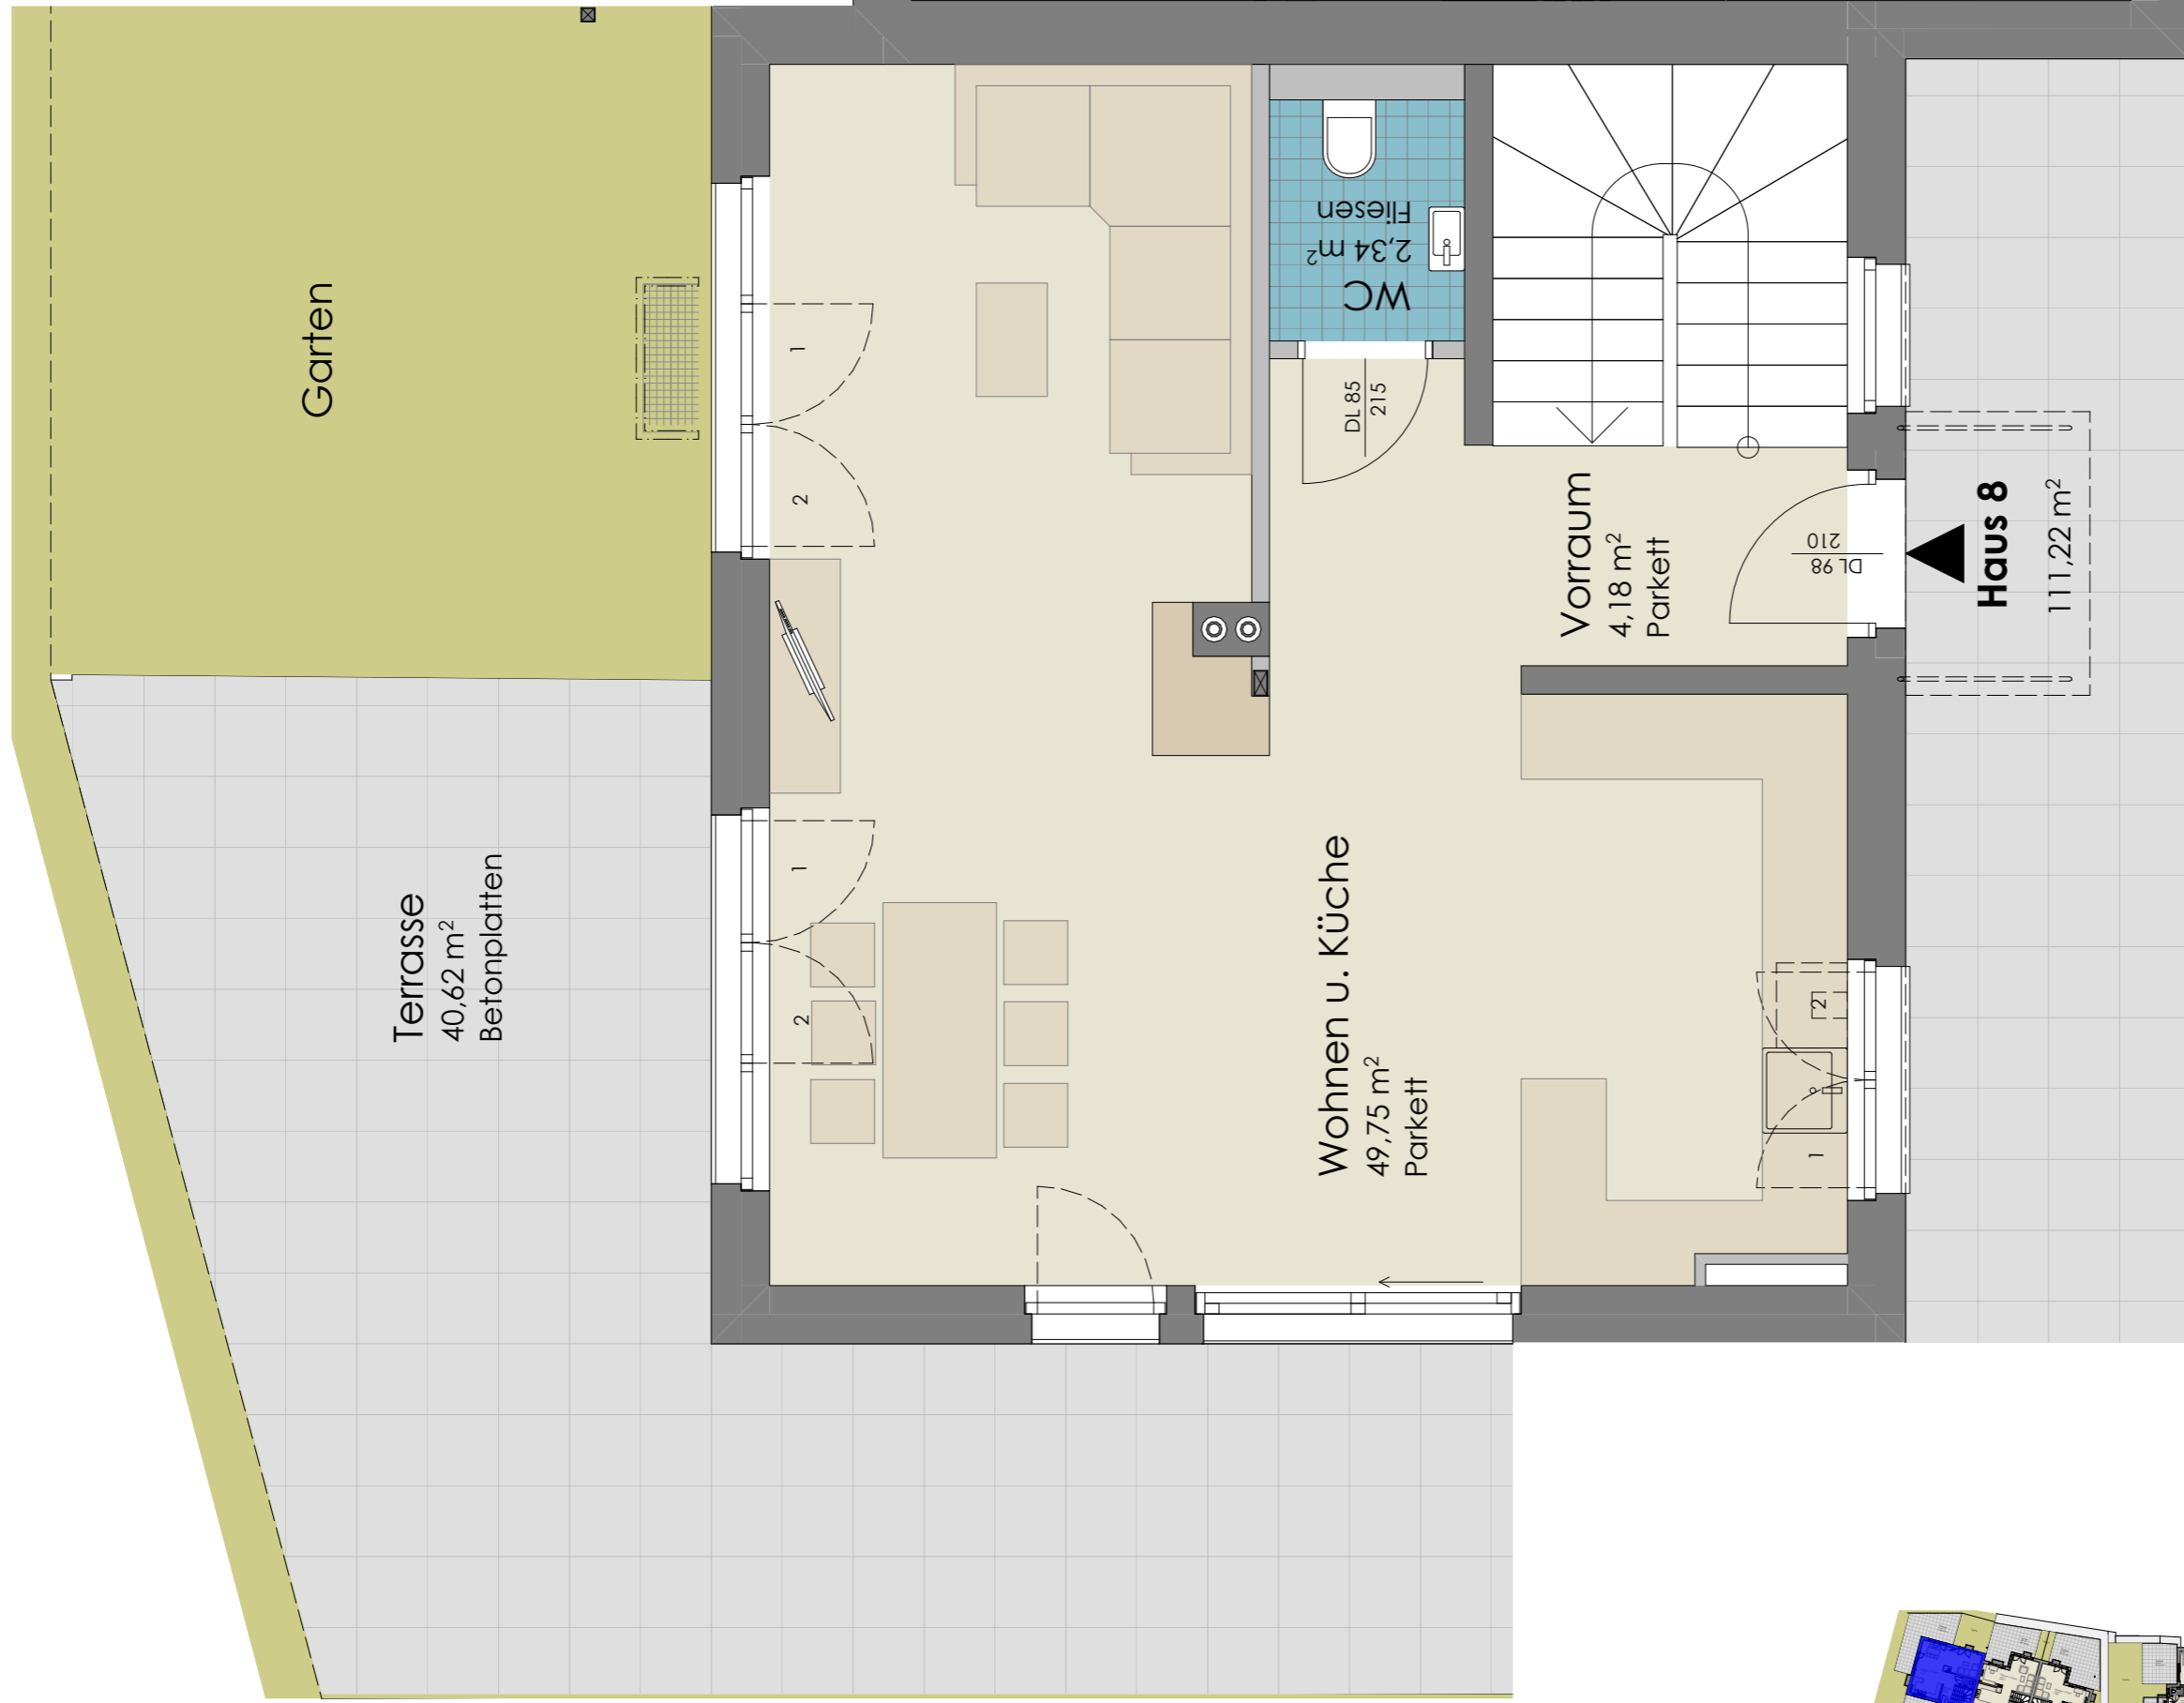 Garten
Terrasse
40,62 m²
Betonplatten
1
2
1
2
WC
2,34 m²
Fliesen
DL 85
215
Vorraum
4,18 m²
Parkett
DL 98
210
Haus 8
111,22 m²
Wohnen u. Küche
49,75 m²
Parkett
2
1